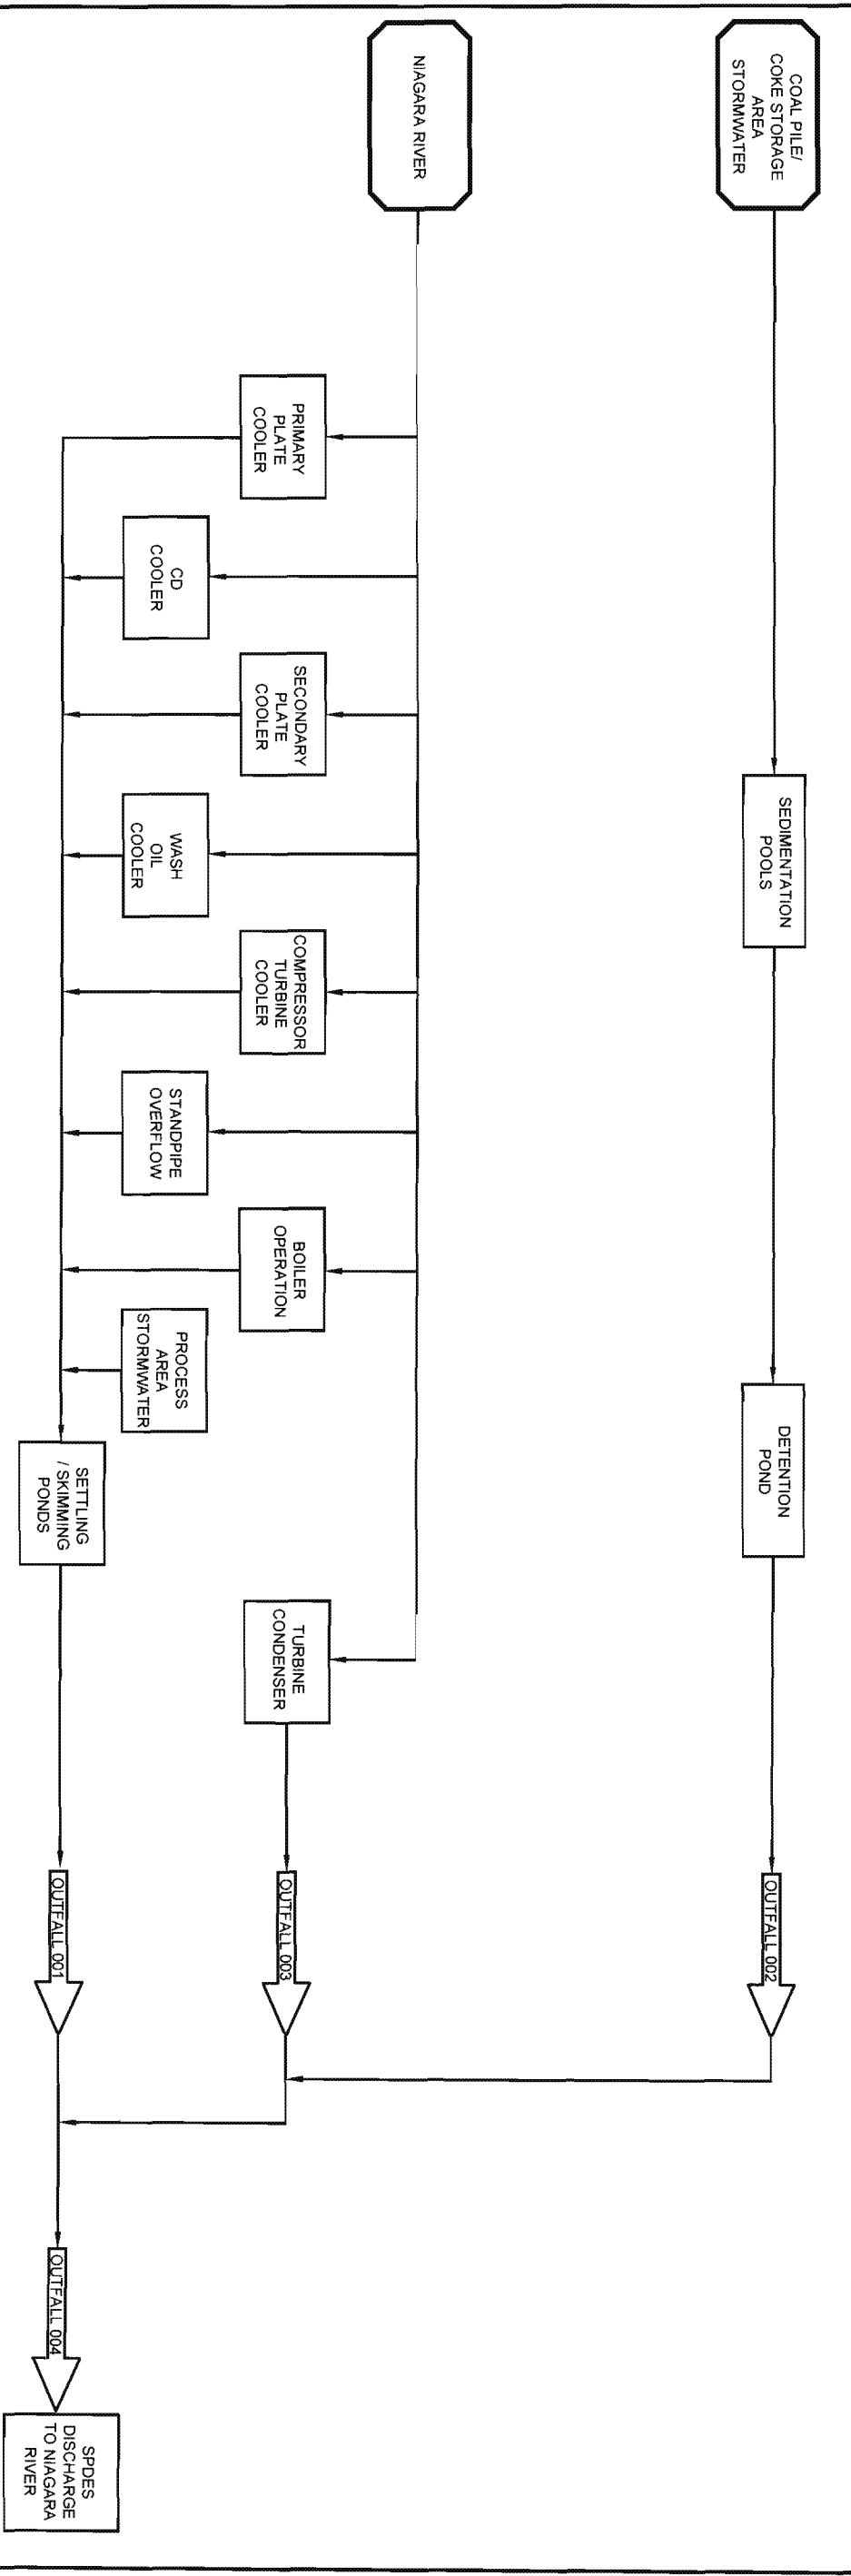 COAL PILE/
COKE STORAGE
AREA
STORMWATER
SEDIMENTATION
POOLS
DETENTION
POND
OUTFALL 002
NIAGARA RIVER
PRIMARY
PLATE
COOLER
CD
COOLER
SECONDARY
PLATE
COOLER
WASH
OIL
COOLER
COMPRESSOR
TURBINE
COOLER
STANDPIPE
OVERFLOW
BOILER
OPERATION
PROCESS
AREA
STORMWATER
TURBINE
CONDENSER
OUTFALL 003
SETTLING
/ SKIMMING
PONDS
OUTFALL 001
OUTFALL 004
SPDES
DISCHARGE
TO NIAGARA
RIVER